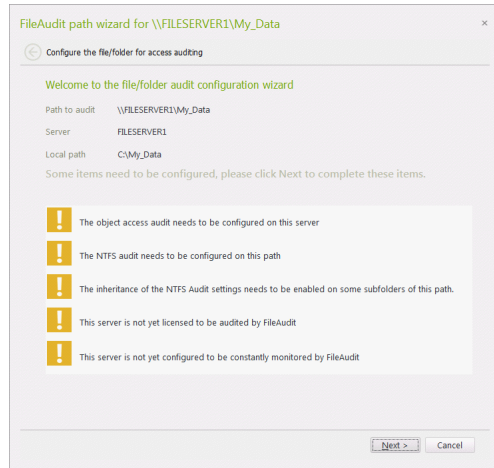 FileAudit path wizard for \\FILESERVER1\My_Data
Configure the file/folder for access auditing
Welcome to the file/folder audit configuration wizard
Path to audit \\FILESERVER1\My_Data
Server FILESERVER1
Local path C:\My_Data
Some items need to be configured, please click Next to complete these items.
The object access audit needs to be configured on this server
The NTFS audit needs to be configured on this path
The inheritance of the NTFS Audit settings needs to be enabled on some subfolders of this path.
This server is not yet licensed to be audited by FileAudit
This server is not yet configured to be constantly monitored by FileAudit
Next > Cancel